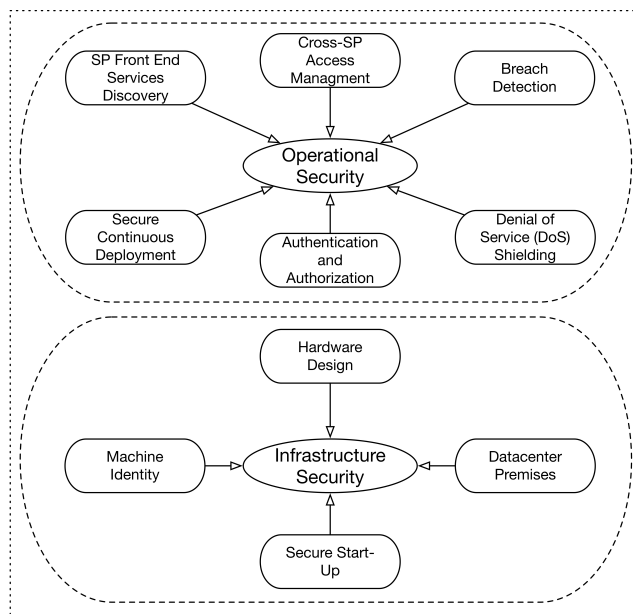 SP Front End
Services
Discovery
Cross-SP
Access
Managment
Breach
Detection
Operational
Security
Secure
Continuous
Deployment
Authentication
and
Authorization
Denial of
Service (DoS)
Shielding
Hardware
Design
Machine
Identity
Infrastructure
Security
Datacenter
Premises
Secure Start-
Up